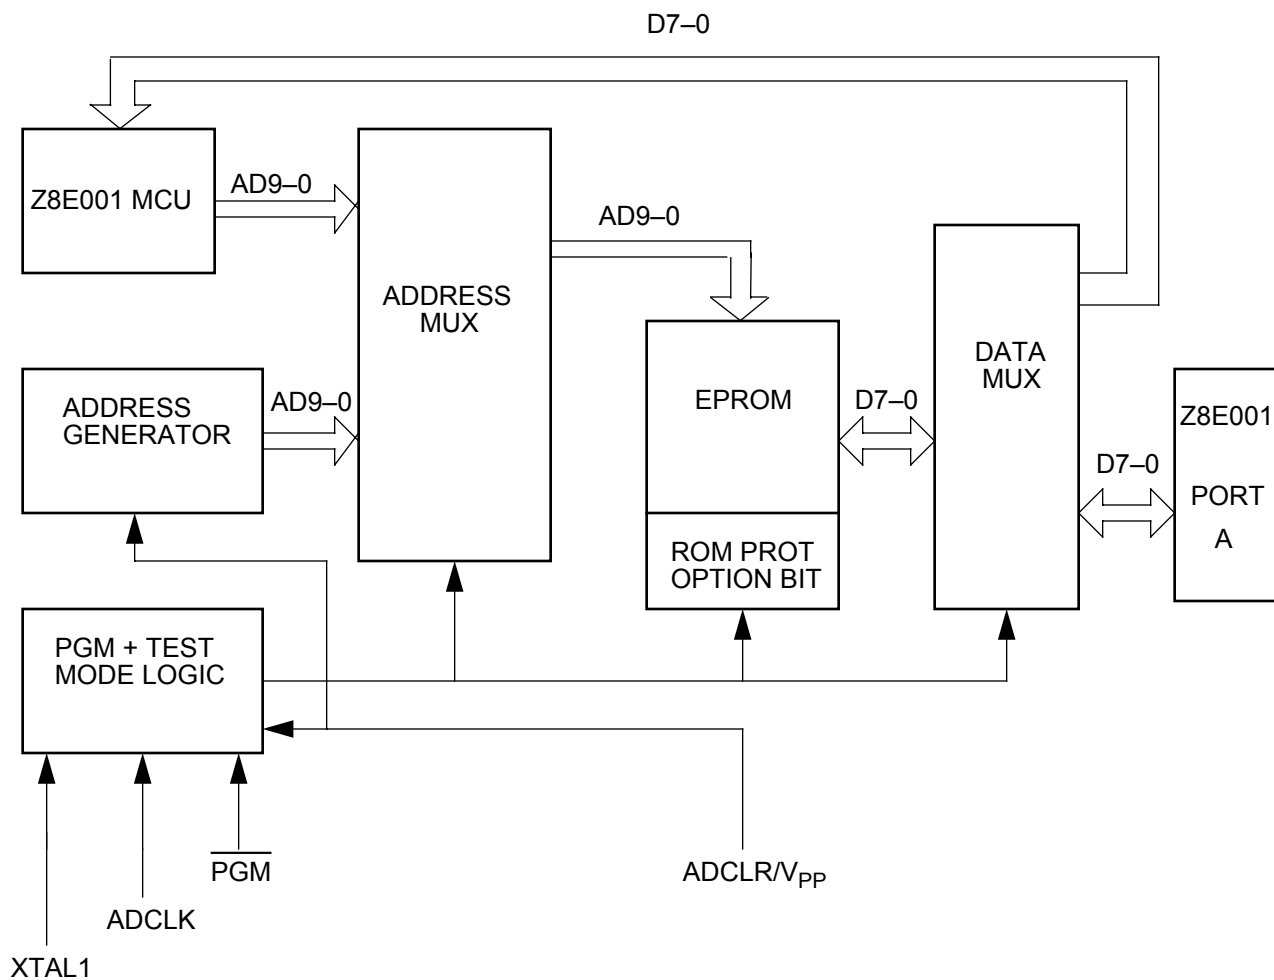 D7–0
Z8E001 MCU
AD9–0
AD9–0
ADDRESS
MUX
DATA
MUX
ADDRESS
GENERATOR
AD9–0
EPROM
D7–0
Z8E001
D7–0
PORT
A
ROM PROT
OPTION BIT
PGM + TEST
MODE LOGIC
PGM
ADCLR/VPP
ADCLK
XTAL1